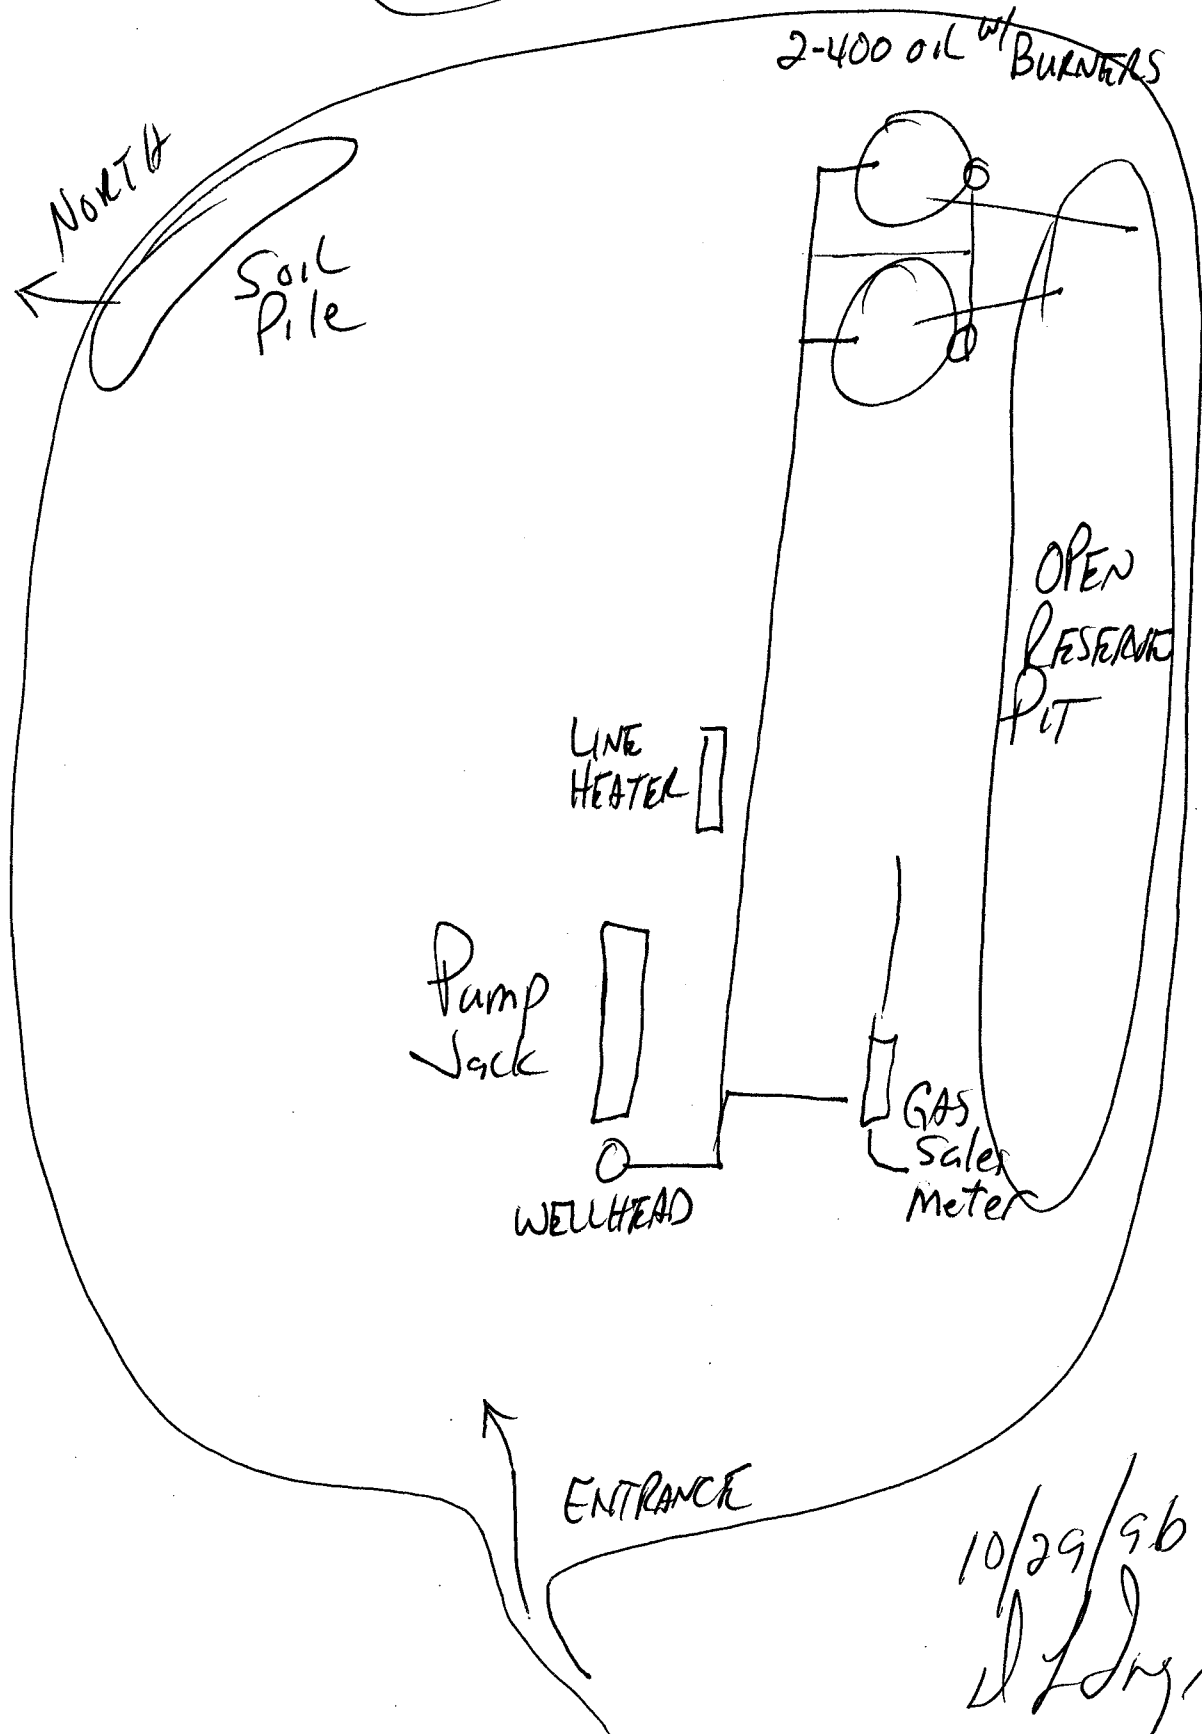 2-400 OIL w/ BURNERS
NORTH
SOIL
Pile
OPEN
RESERVE
PIT
LINE
HEATER
Pump
Jack
GAS
Sales
Meter
WELLHEAD
ENTRANCE
10/29/96